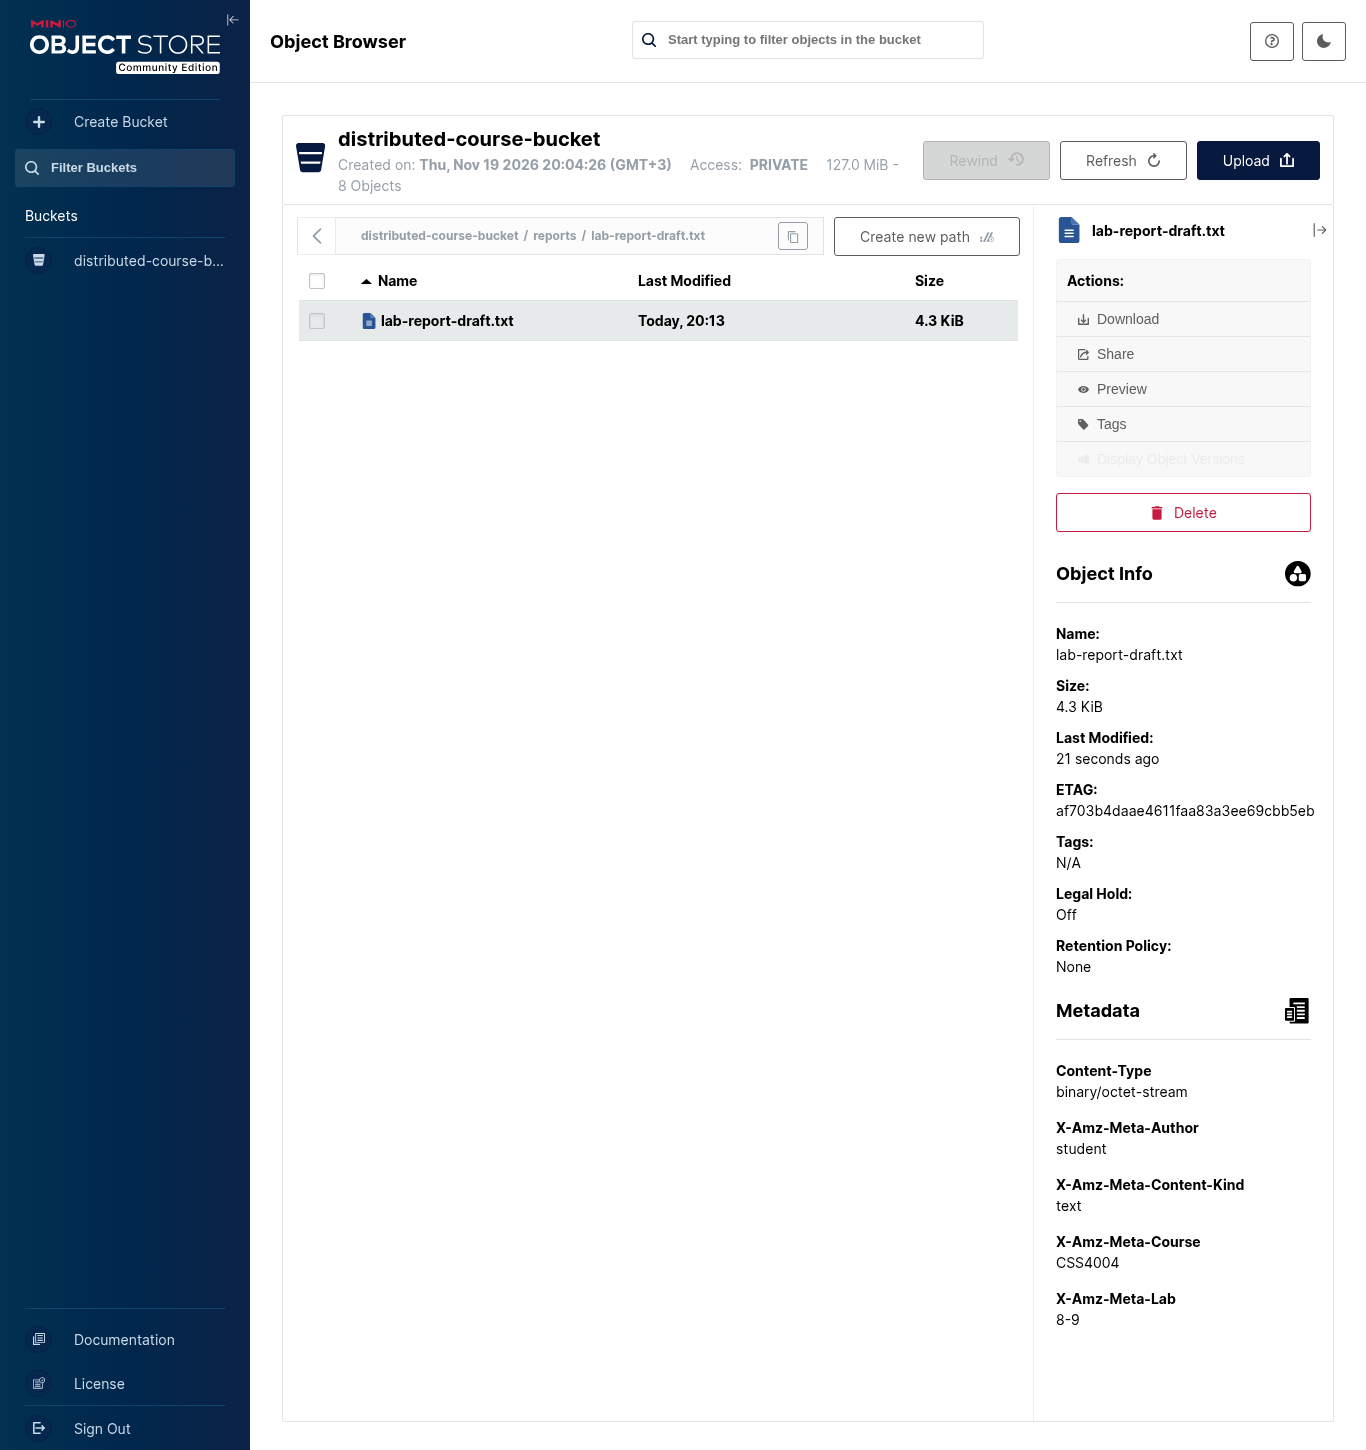 MINIO
OBJECT STORE
Community Edition
Create Bucket
Filter Buckets
Buckets
distributed-course-b...
Documentation
License
Sign Out
Object Browser
Start typing to filter objects in the bucket
distributed-course-bucket
Created on: Thu, Nov 19 2026 20:04:26 (GMT+3) Access: PRIVATE 127.0 MiB -
8 Objects
Rewind
Refresh
Upload
distributed-course-bucket / reports / lab-report-draft.txt
Create new path
Name Last Modified Size
lab-report-draft.txt Today, 20:13 4.3 KiB
lab-report-draft.txt
Actions:
Download
Share
Preview
Tags
Display Object Versions
Delete
Object Info
Name:
lab-report-draft.txt
Size:
4.3 KiB
Last Modified:
21 seconds ago
ETAG:
af703b4daae4611faa83a3ee69cbb5eb
Tags:
N/A
Legal Hold:
Off
Retention Policy:
None
Metadata
Content-Type
binary/octet-stream
X-Amz-Meta-Author
student
X-Amz-Meta-Content-Kind
text
X-Amz-Meta-Course
CSS4004
X-Amz-Meta-Lab
8-9